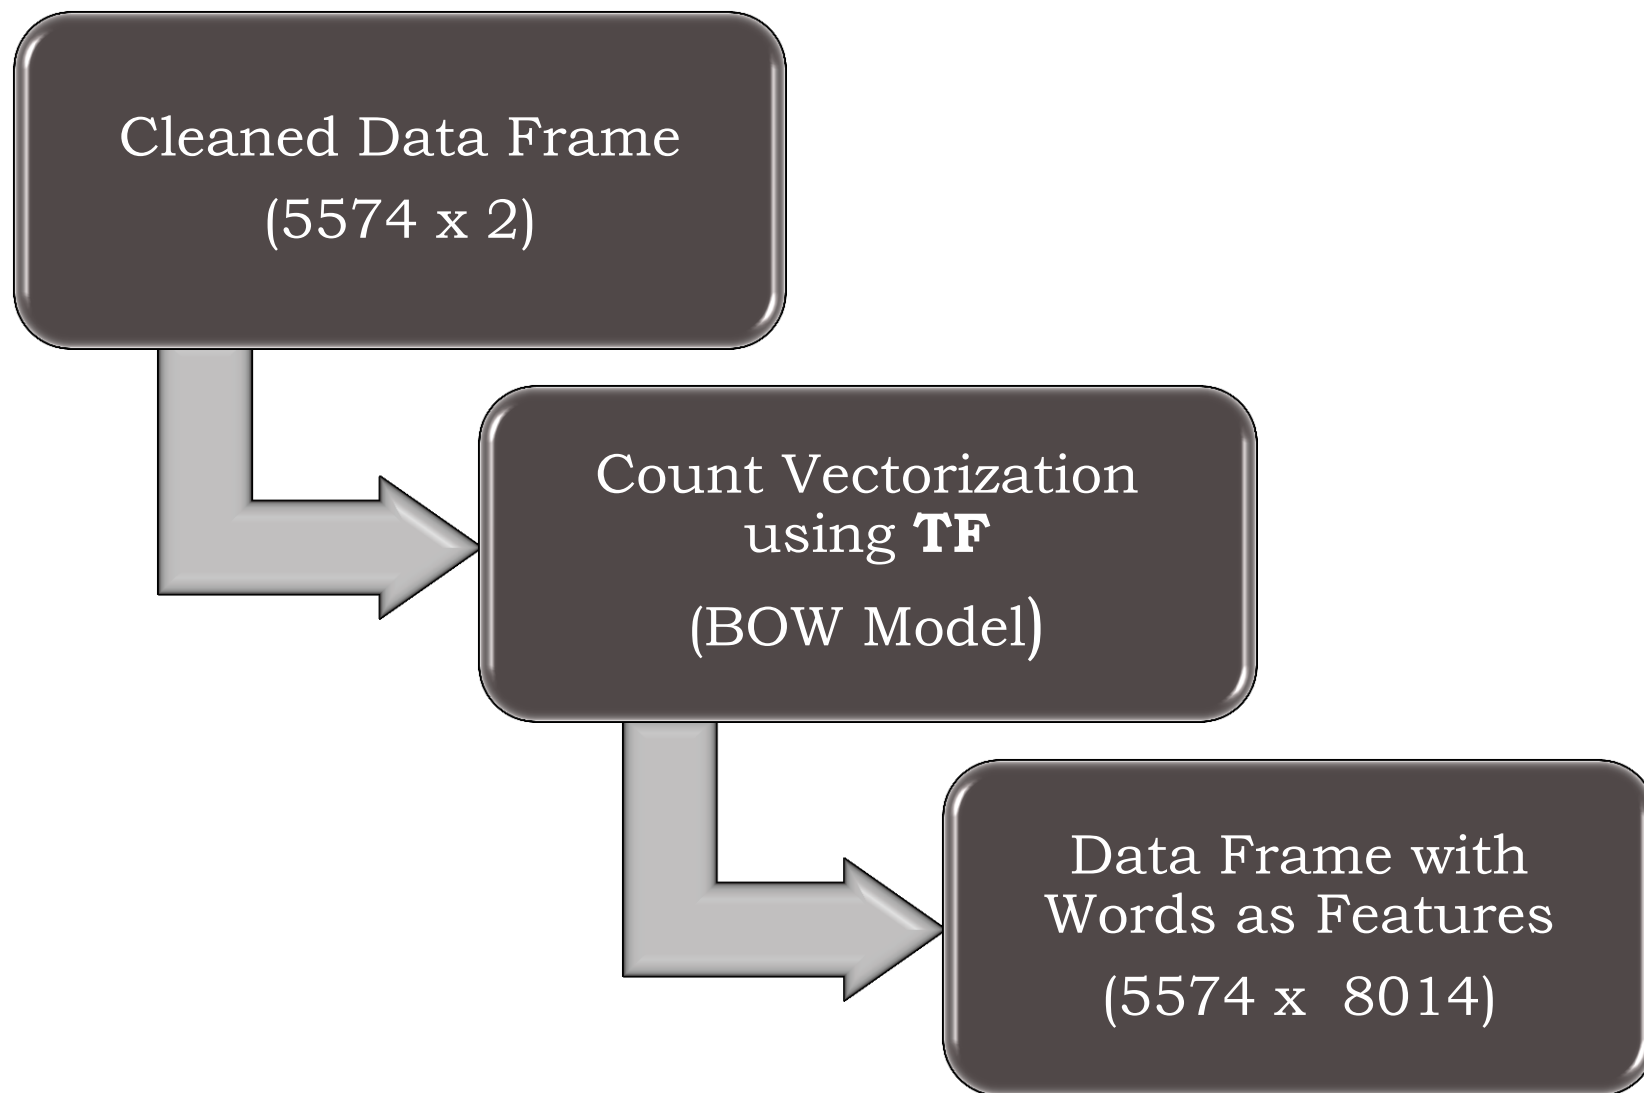 Cleaned Data Frame
(5574 x 2)
Count Vectorization
using TF
(BOW Model)
Data Frame with
Words as Features
(5574 x  8014)